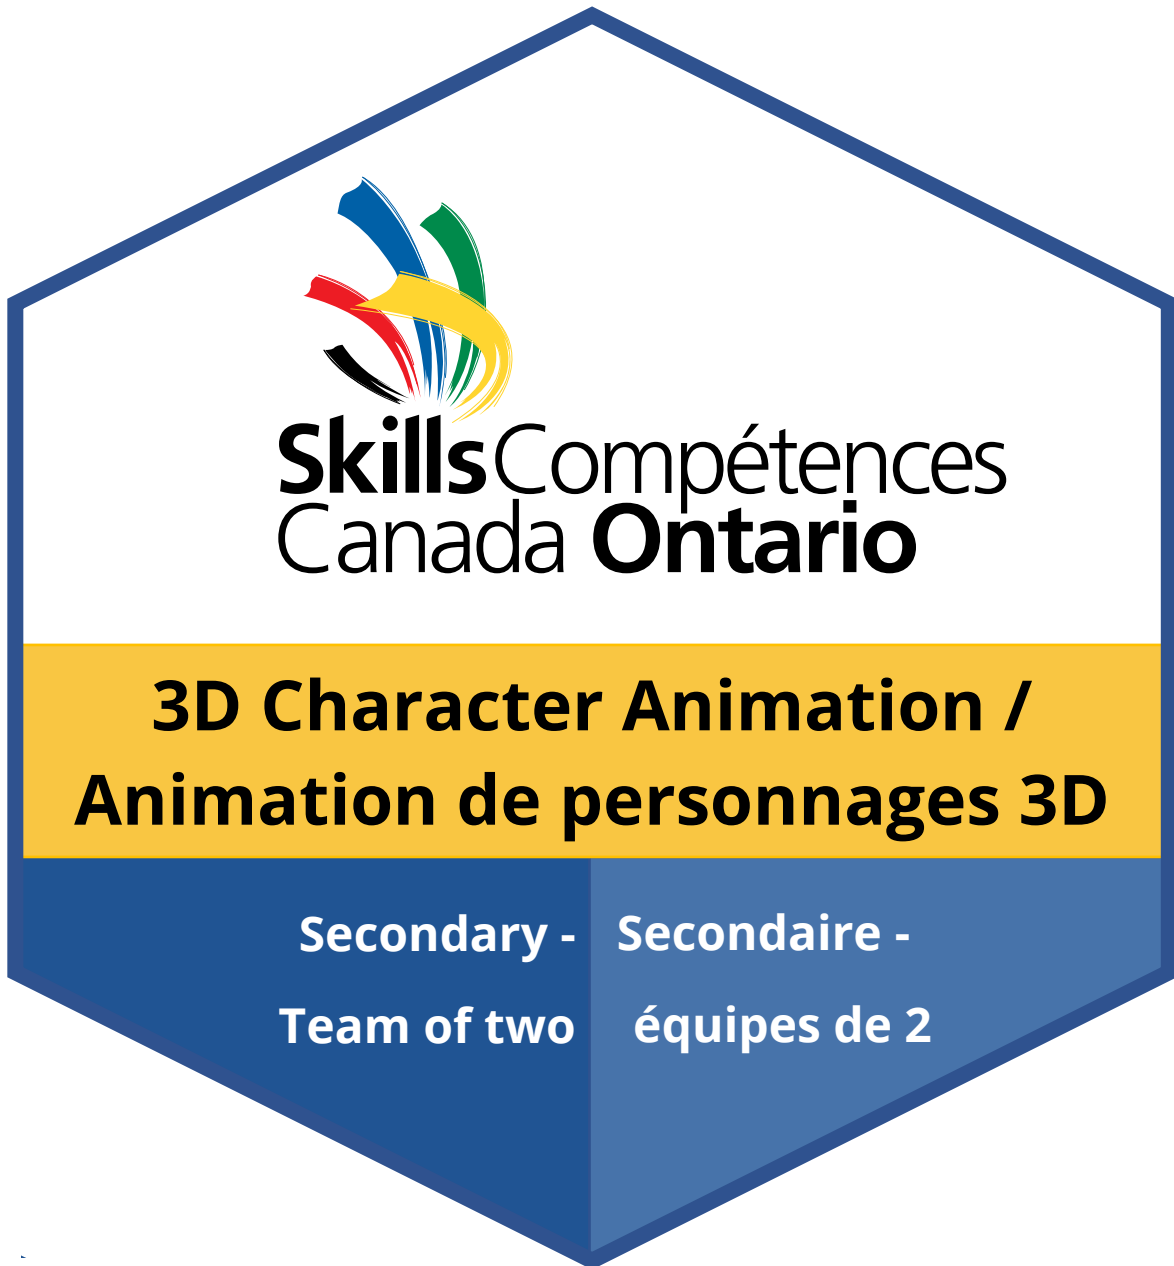 Skills Compétences
Canada Ontario
3D Character Animation /
Animation de personnages 3D
Secondary -
Team of two
Secondaire -
équipes de 2